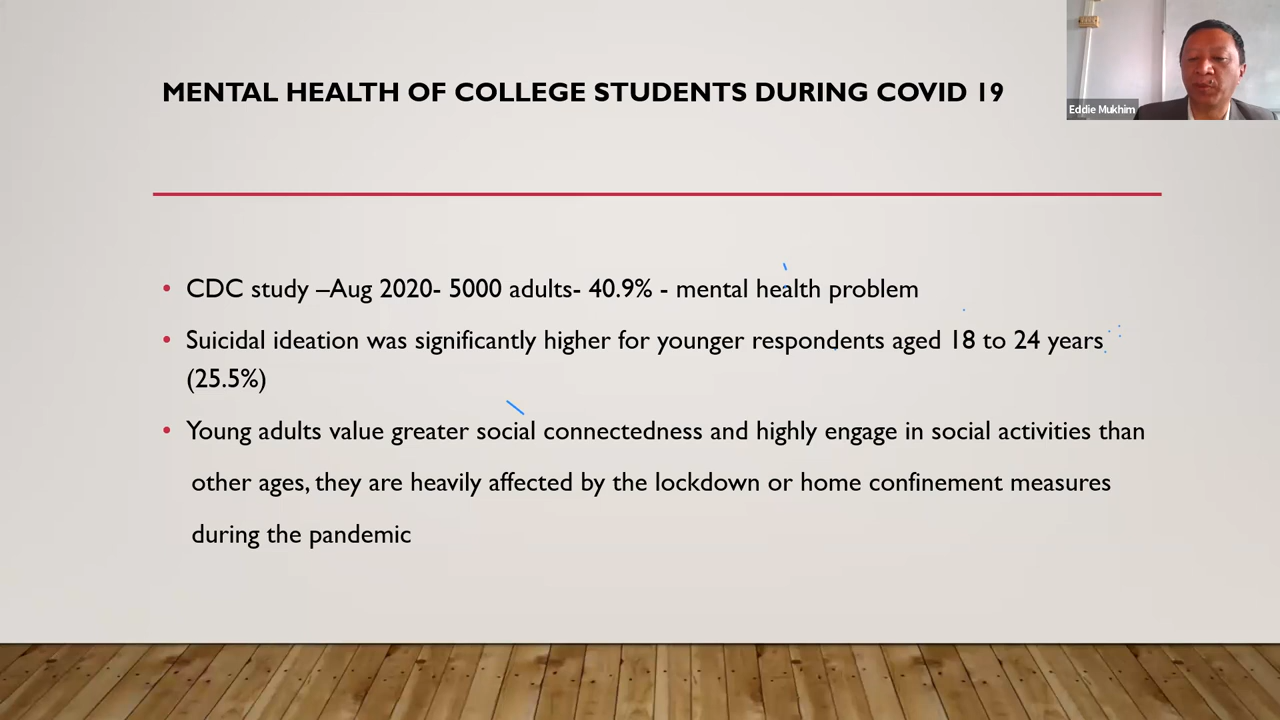 MENTAL HEALTH OF COLLEGE STUDENTS DURING COVID 19
Eddie Mukhim
• CDC study –Aug 2020- 5000 adults- 40.9% - mental health problem
• Suicidal ideation was significantly higher for younger respondents aged 18 to 24 years
(25.5%)
• Young adults value greater social connectedness and highly engage in social activities than
other ages, they are heavily affected by the lockdown or home confinement measures
during the pandemic